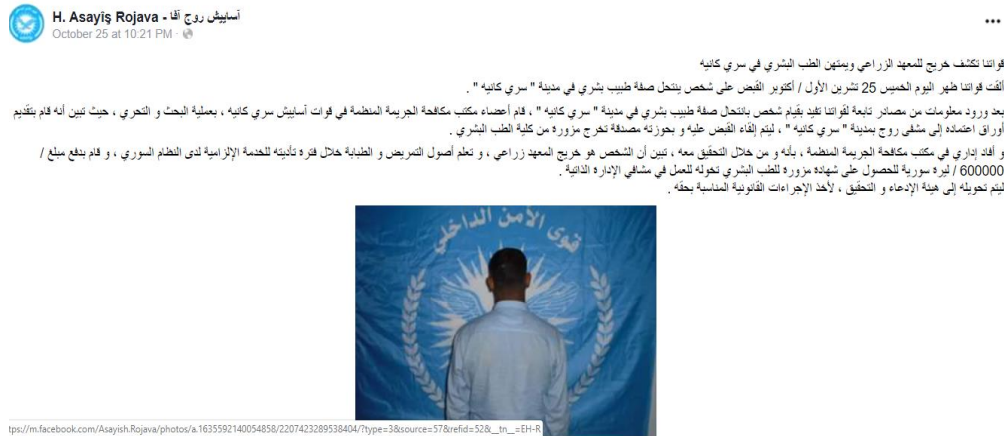 H. Asayîş Rojava - آساييش روج آفا
October 25 at 10:21 PM ·
قواتنا تكشف خريج للمعهد الزراعي ويمتهن الطب البشري في سري كانيه
ألقت قواتنا ظهر اليوم الخميس 25 تشرين الأول / أكتوبر القبض على شخص ينتحل صفة طبيب بشري في مدينة " سري كانيه " .
بعد ورود معلومات من مصادر تابعة لقواتنا تفيد بقيام شخص بانتحال صفة طبيب بشري في مدينة " سري كانيه " ، قام أعضاء مكتب مكافحة الجريمة المنظمة في قوات آساييش سري كانيه ، بعملية البحث و التحري ، حيث تبين أنه قام بتقديم
أوراق اعتماده إلى مشفى روج بمدينة " سري كانيه " ، ليتم إلقاء القبض عليه و بحوزته مصدقة تخرج مزورة من كلية الطب البشري .
و أفاد إداري في مكتب مكافحة الجريمة المنظمة ، بأنه و من خلال التحقيق معه ، تبين أن الشخص هو خريج المعهد زراعي ، و تعلم أصول التمريض و الطبابة خلال فترة تأديته للخدمة الإلزامية لدى النظام السوري ، و قام بدفع مبلغ /
600000 / ليرة سورية للحصول على شهادة مزورة للطب البشري تخوله للعمل في مشافي الإدارة الذاتية .
ليتم تحويله إلى هيئة الإدعاء و التحقيق ، لأخذ الإجراءات القانونية المناسبة بحقه .
قوى الأمن الداخلي
tps://m.facebook.com/Asayish.Rojava/photos/a.1635592140054858/2207423289538404/?type=3&source=57&refid=52&__tn__=EH-R